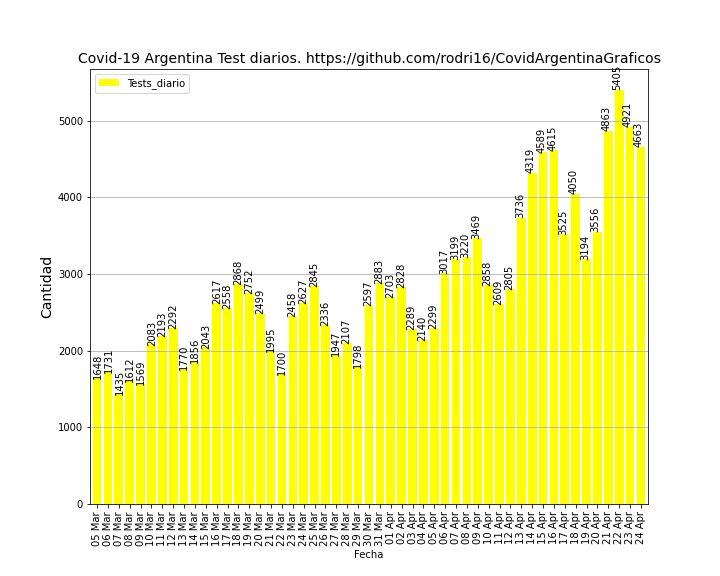 Covid-19 Argentina Test diarios. https://github.com/rodri16/CovidArgentinaGraficos
Tests_diario
Cantidad
5000
4000
3000
2000
1000
0
1648
1731
1435
1612
1569
2083
2193
2292
1770
1856
2043
2617
2558
2868
2752
2499
1995
1700
2458
2627
2845
2336
1947
2107
1798
2597
2883
2703
2828
2289
2140
2299
3017
3199
3220
3469
2858
2609
2805
3736
4319
4589
4615
3525
4050
3194
3556
4863
5405
4921
4663
05 Mar
06 Mar
07 Mar
08 Mar
09 Mar
10 Mar
11 Mar
12 Mar
13 Mar
14 Mar
15 Mar
16 Mar
17 Mar
18 Mar
19 Mar
20 Mar
21 Mar
22 Mar
23 Mar
24 Mar
25 Mar
26 Mar
27 Mar
28 Mar
29 Mar
30 Mar
31 Mar
01 Apr
02 Apr
03 Apr
04 Apr
05 Apr
06 Apr
07 Apr
08 Apr
09 Apr
10 Apr
11 Apr
12 Apr
13 Apr
14 Apr
15 Apr
16 Apr
17 Apr
18 Apr
19 Apr
20 Apr
21 Apr
22 Apr
23 Apr
24 Apr
Fecha